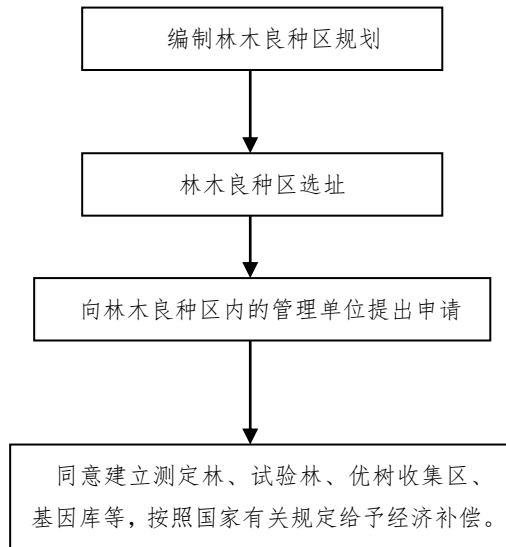 编制林木良种区规划
林木良种区选址
向林木良种区内的管理单位提出申请
同意建立测定林、试验林、优树收集区、
基因库等，按照国家有关规定给予经济补偿。